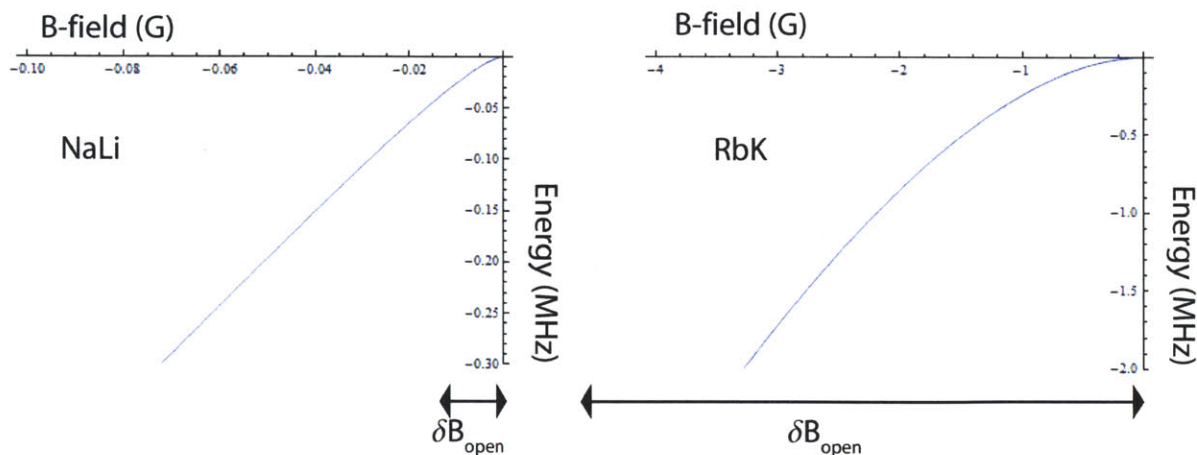 B-field (G)
−0.10 −0.08 −0.06 −0.04 −0.02
−0.05
−0.10
−0.15
−0.20
−0.25
−0.30
NaLi
Energy (MHz)
δB_open
B-field (G)
−4 −3 −2 −1
−0.5
−1.0
−1.5
−2.0
RbK
Energy (MHz)
δB_open